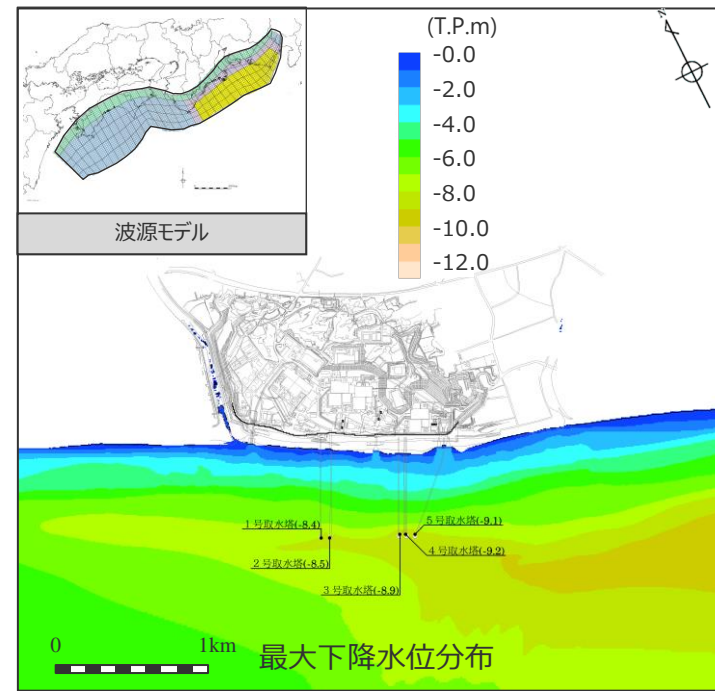 波源モデル
(T.P.m)
-0.0
-2.0
-4.0
-6.0
-8.0
-10.0
-12.0
1号取水塔(-8.4)
2号取水塔(-8.5)
3号取水塔(-8.9)
5号取水塔(-9.1)
4号取水塔(-9.2)
0
1km
最大下降水位分布